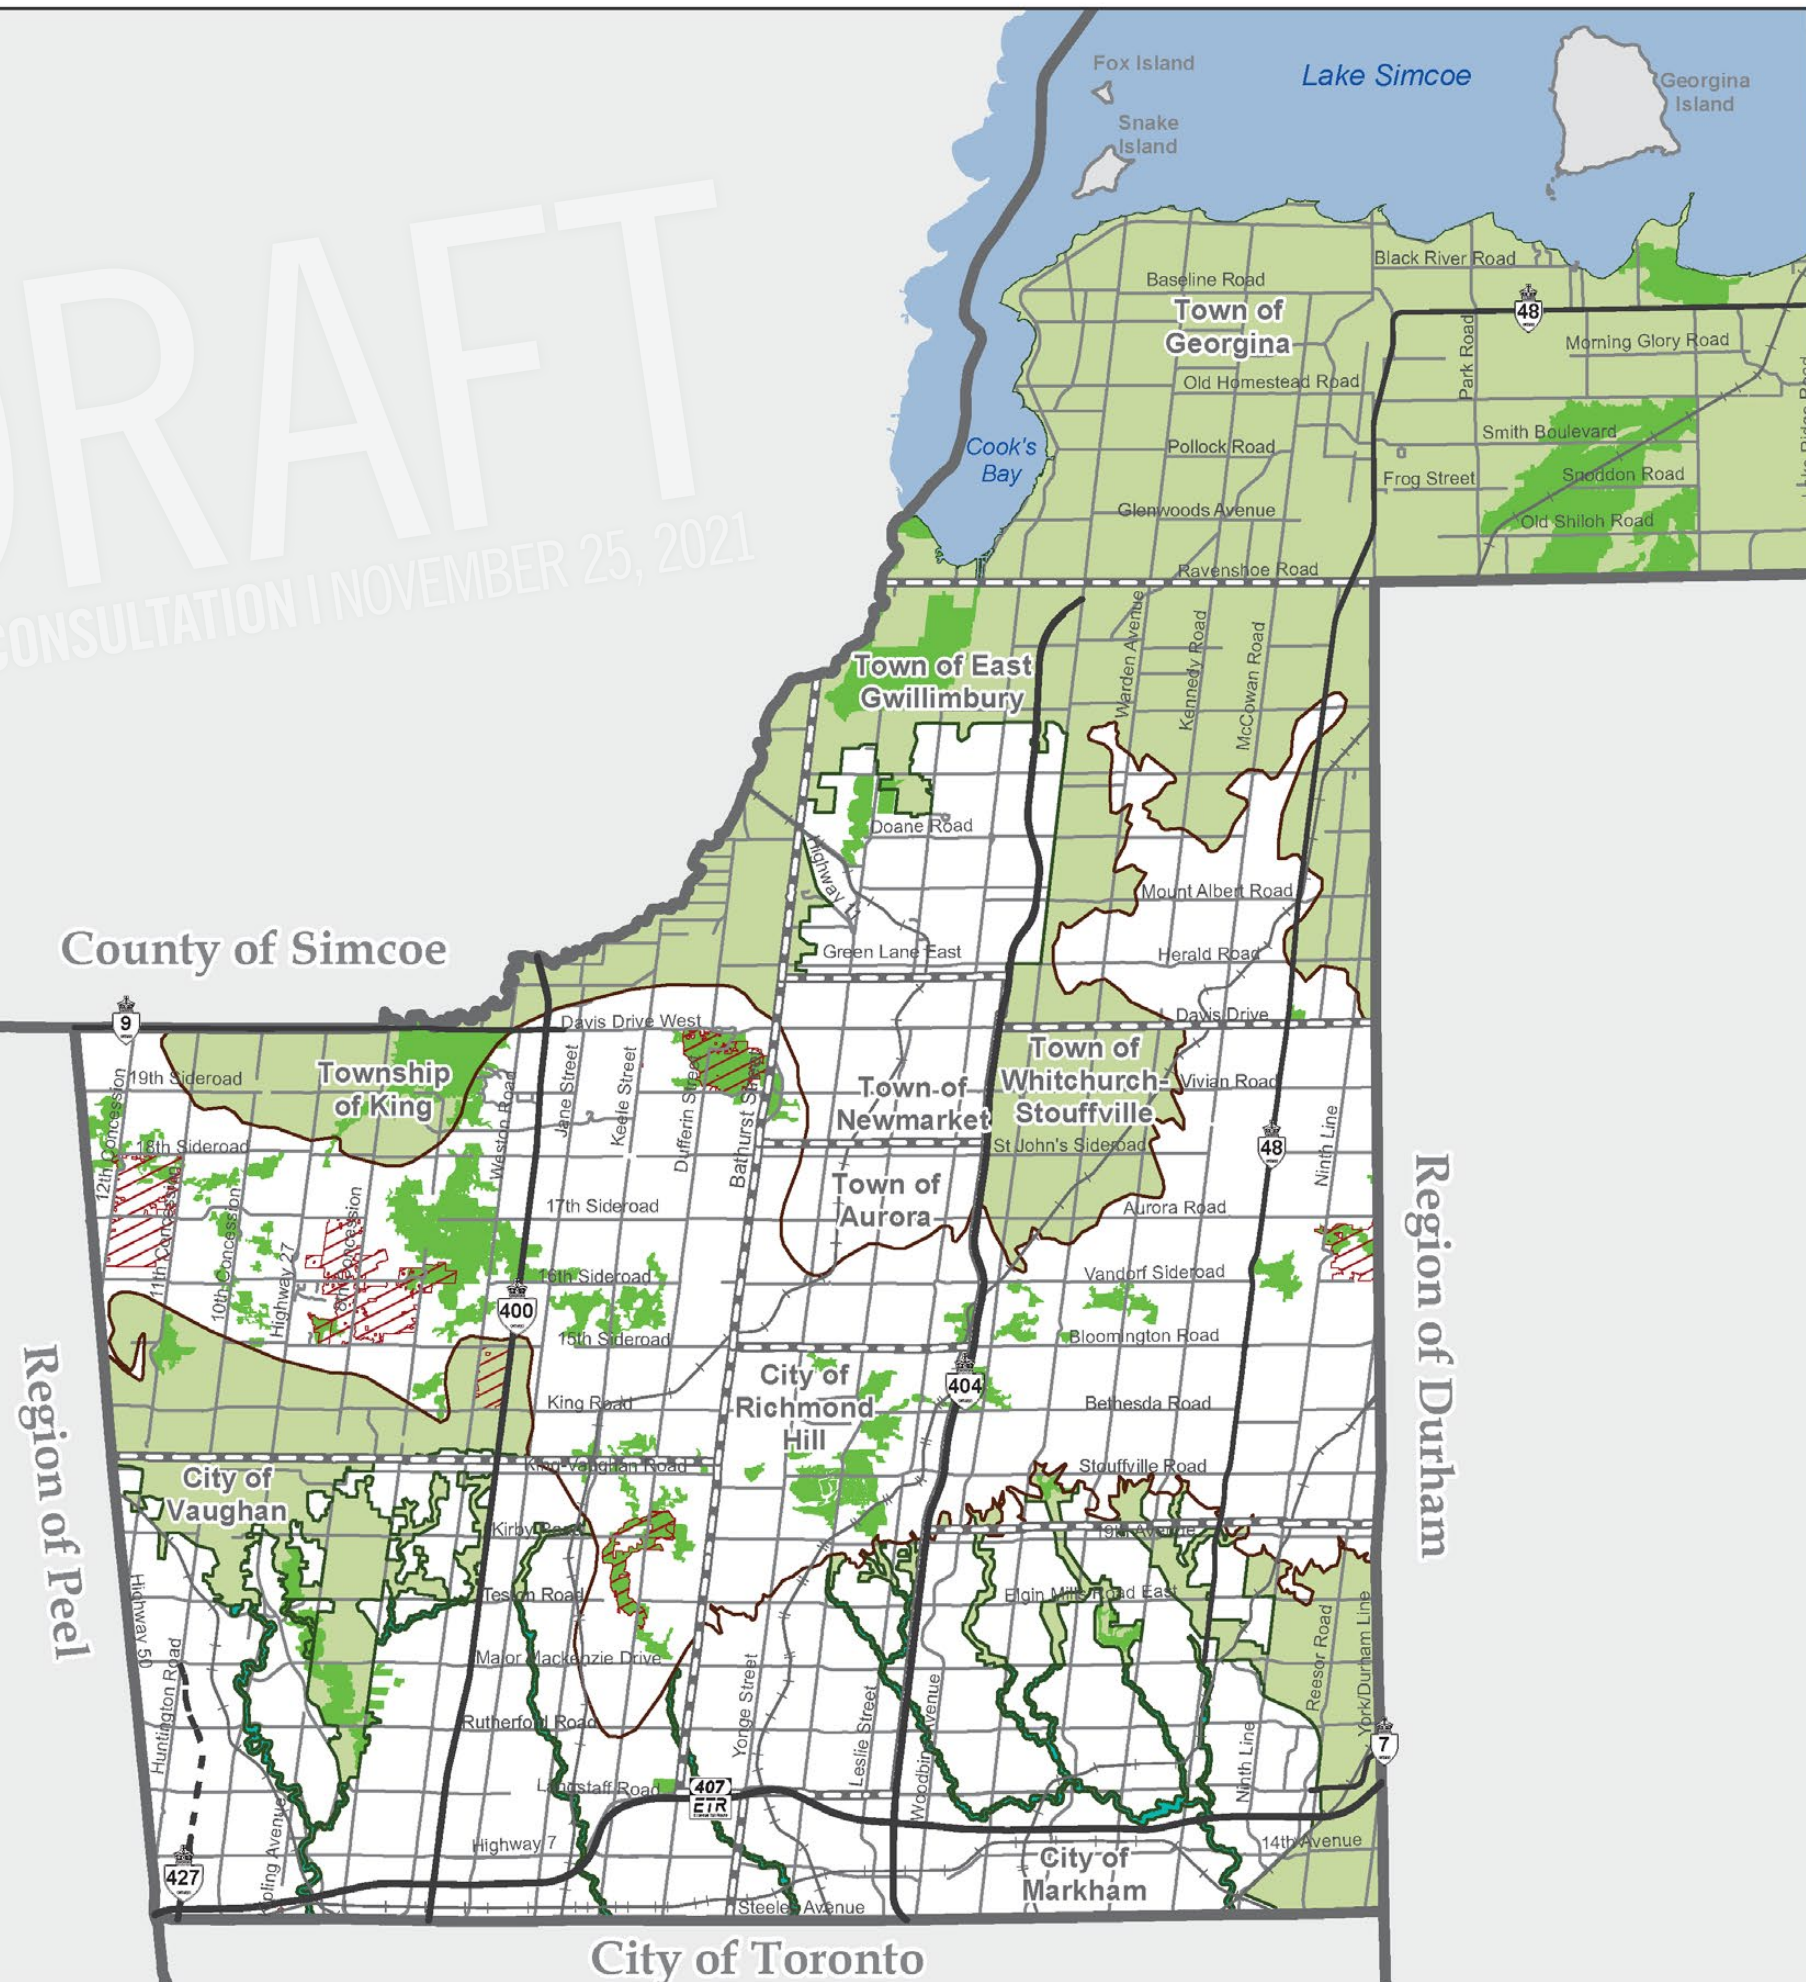 Fox Island
Lake Simcoe
Georgina
Island
Snake
Island
DRAFT
CONSULTATION | NOVEMBER 25, 2021
Black River Road
Baseline Road
48
Town of
Georgina
Morning Glory Road
Park Road
Old Homestead Road
Smith Boulevard
Cook's
Bay
Pollock Road
Frog Street
Snoddon Road
Glenwoods Avenue
Old Shiloh Road
Ravenshoe Road
Warden Avenue
Kennedy Road
McCowan Road
Town of East
Gwillimbury
Doane Road
Highway 11
Mount Albert Road
Green Lane East
Herald Road
County of Simcoe
9
Davis Drive West
Davis Drive
Township
of King
19th Sideroad
12th Concession
Weston Road
Jane Street
Keele Street
Dufferin Street
Bathurst Street
Town of
Newmarket
Town of
Whitchurch-
Stouffville
Vivian Road
18th Sideroad
St John's Sideroad
48
Ninth Line
11th Concession
10th Concession
Highway 27
8th Concession
17th Sideroad
Town of
Aurora
Aurora Road
Region of Durham
16th Sideroad
Vandorf Sideroad
400
15th Sideroad
Bloomington Road
Region of Peel
City of
Richmond
Hill
404
King Road
Bethesda Road
King-Vaughan Road
Stouffville Road
City of
Vaughan
Kirby Road
19th Avenue
Teston Road
Elgin Mills Road East
Highway 50
Huntington Road
Major Mackenzie Drive
Rutherford Road
Yonge Street
Leslie Street
Woodbine Avenue
Ninth Line
Reesor Road
York/Durham Line
7
Langstaff Road
407
ETR
Highway 7
14th Avenue
427
City of
Markham
Steeles Avenue
City of Toronto